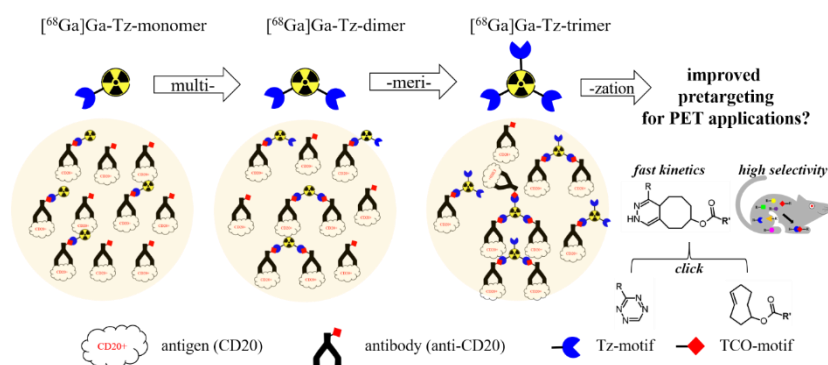 [⁶⁸Ga]Ga-Tz-monomer
[⁶⁸Ga]Ga-Tz-dimer
[⁶⁸Ga]Ga-Tz-trimer
multi-
-meri-
-zation
improved
pretargeting
for PET applications?
fast kinetics
high selectivity
R
N
HN
O
R'
O
click
R
N N
N N
O
R'
O
CD20+
antigen (CD20)
antibody (anti-CD20)
Tz-motif
TCO-motif